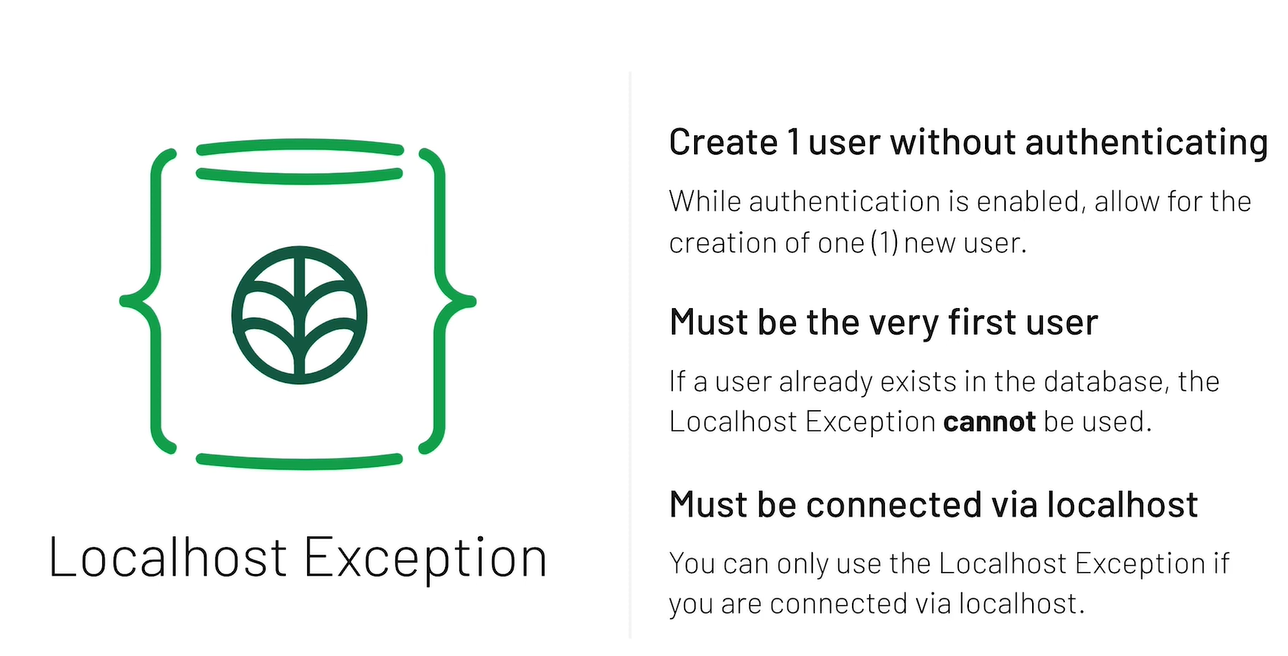 Localhost Exception
Create 1 user without authenticating
While authentication is enabled, allow for the
creation of one (1) new user.
Must be the very first user
If a user already exists in the database, the
Localhost Exception cannot be used.
Must be connected via localhost
You can only use the Localhost Exception if
you are connected via localhost.